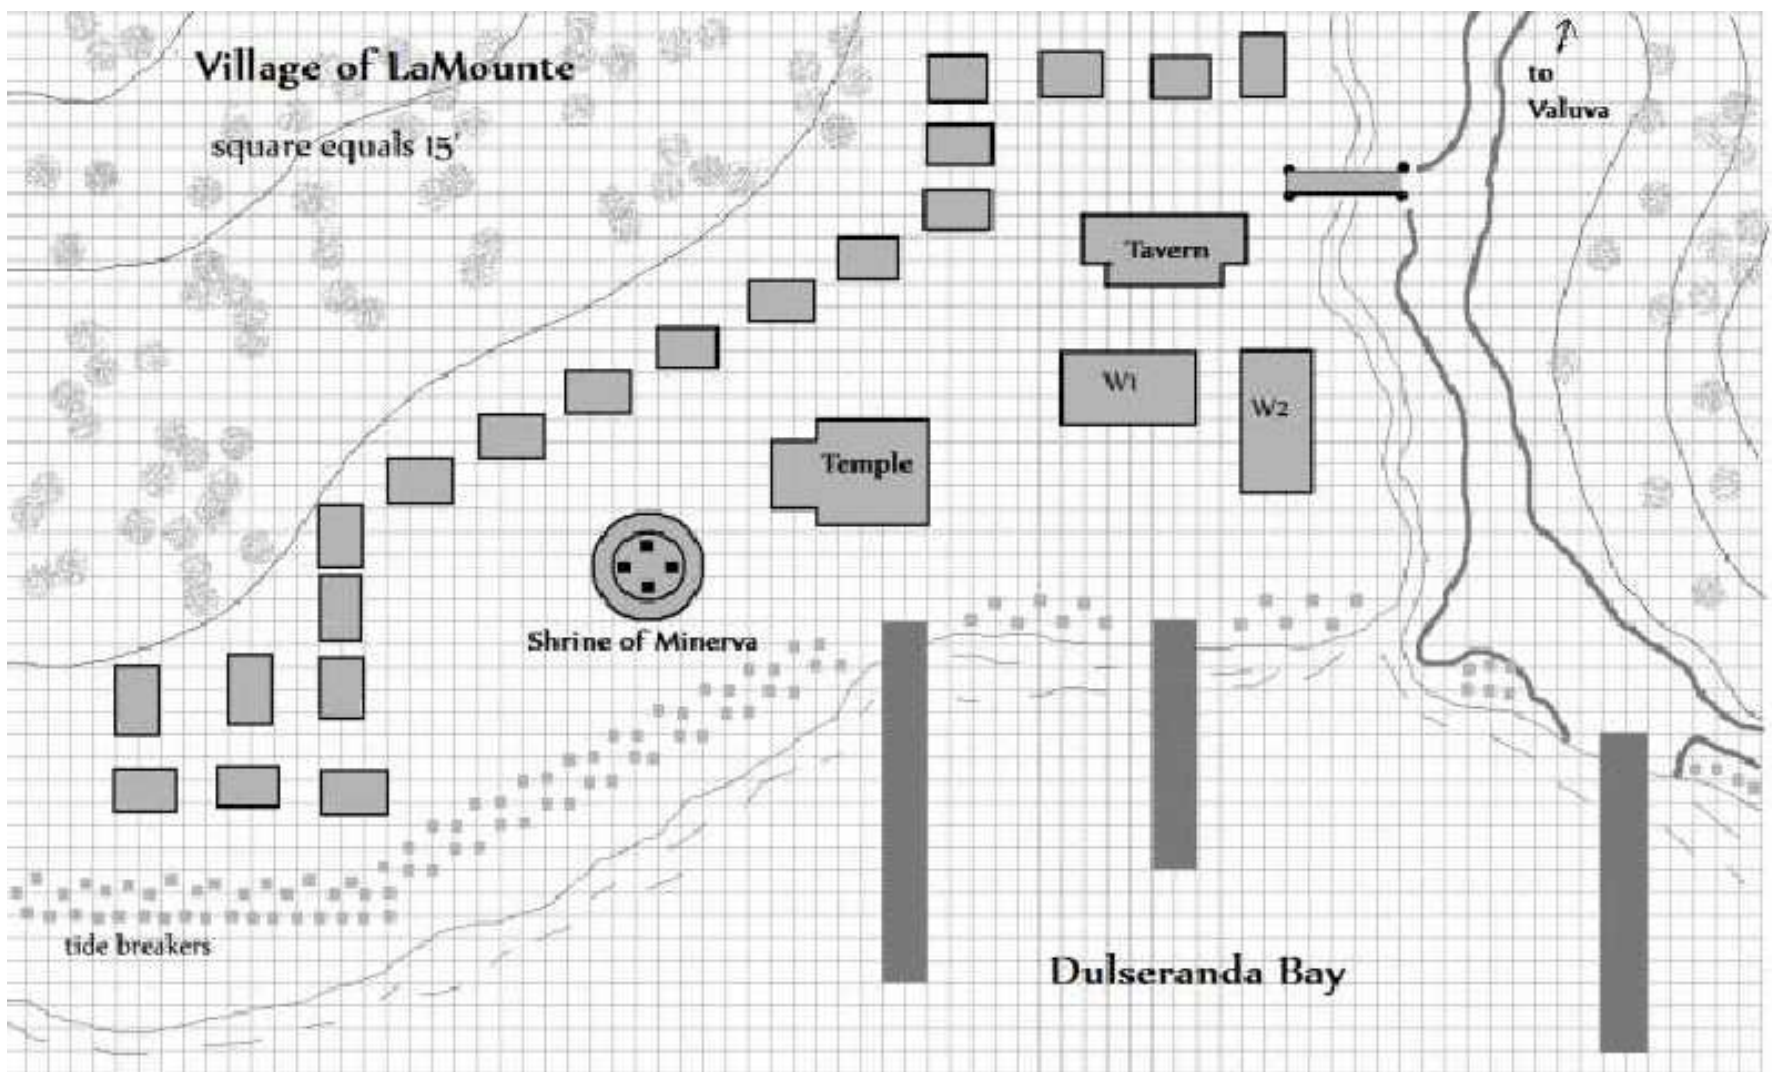 Village of LaMounte
square equals 15'
to
Valuva
Tavern
W1
W2
Temple
Shrine of Minerva
tide breakers
Dulseranda Bay